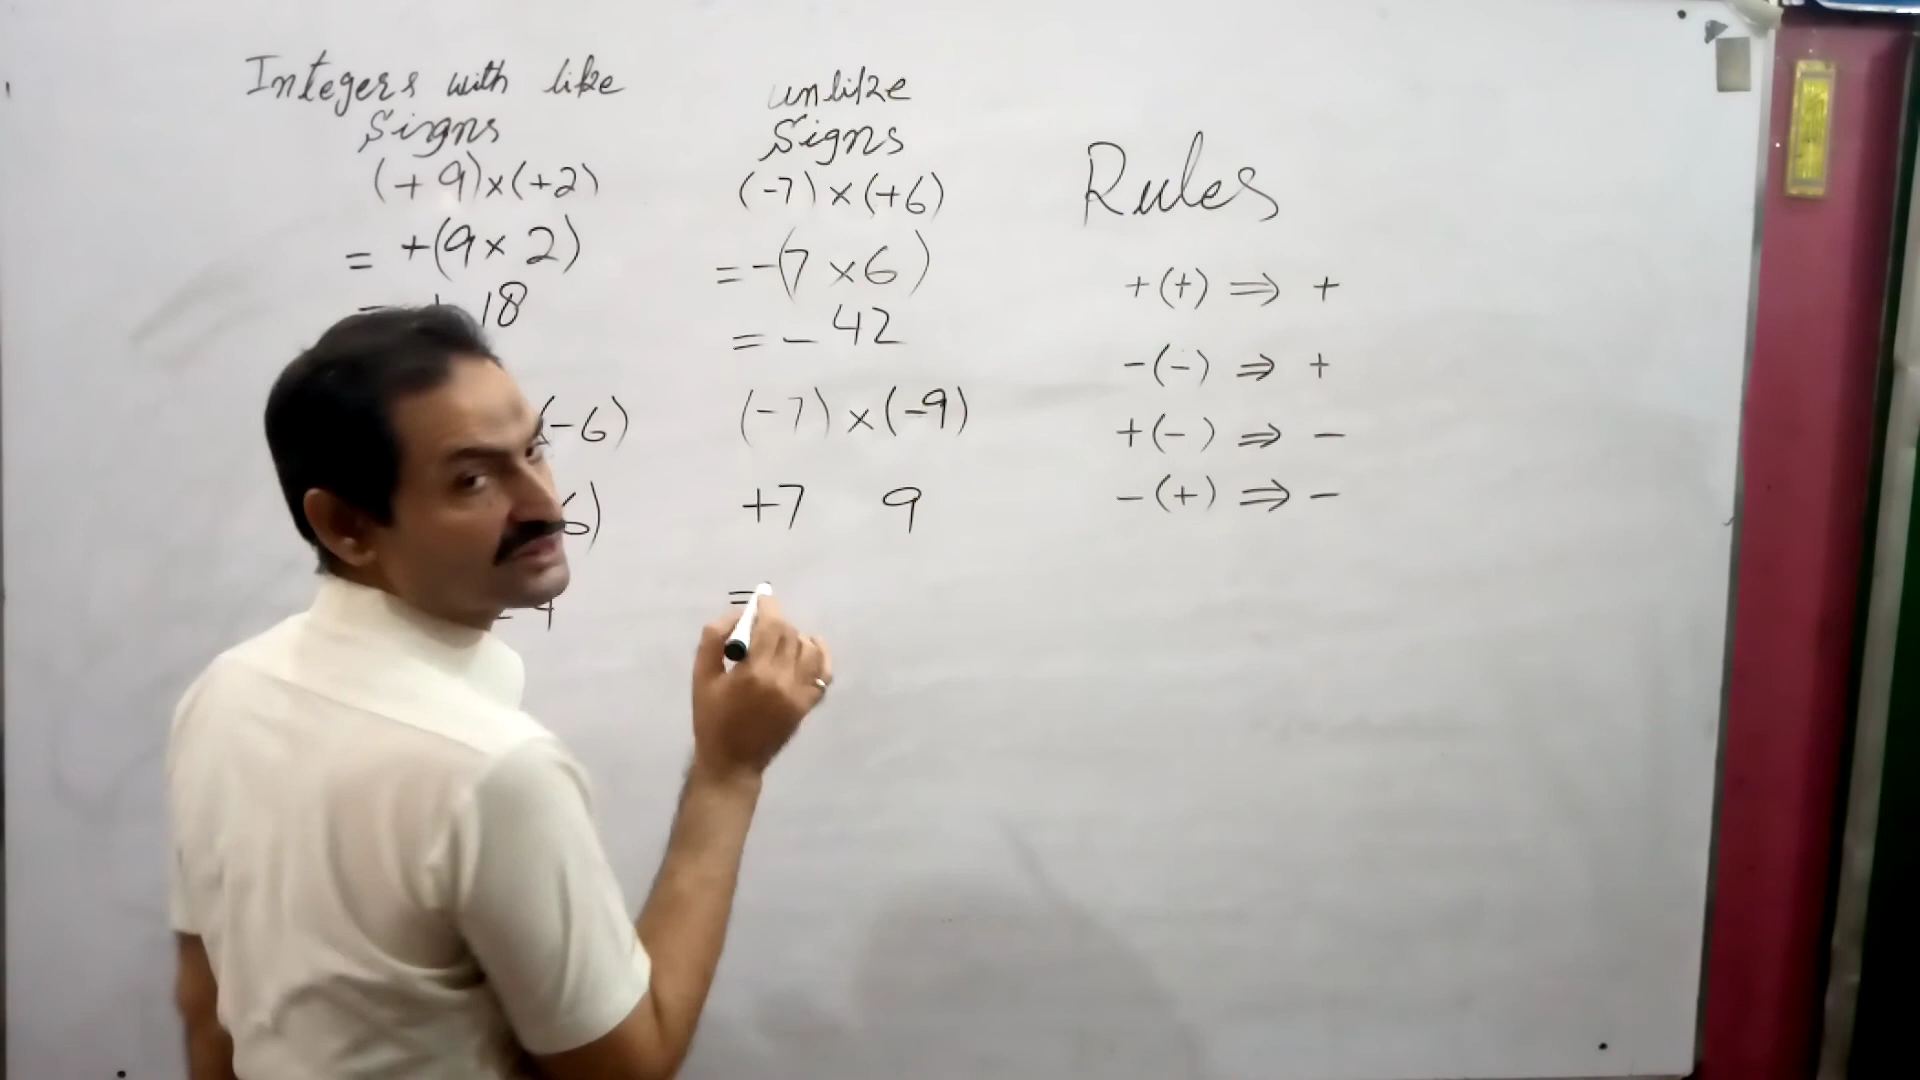 Integers with like
Signs
(+9)×(+2)
= +(9×2)
= + 18
(-6)
6)
unlike
Signs
(-7)×(+6)
= -(7×6)
= - 42
(-7)×(-9)
+7 9
=
Rules
+(+) ⇒ +
-(-) ⇒ +
+(-) ⇒ -
-(+) ⇒ -